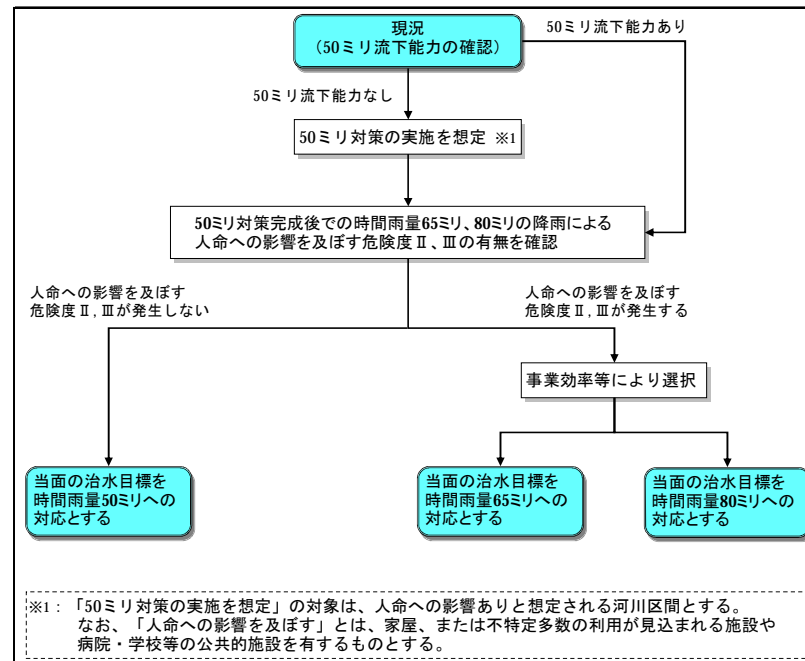 現況
（50ミリ流下能力の確認）
50ミリ流下能力あり
50ミリ流下能力なし
50ミリ対策の実施を想定 ※1
50ミリ対策完成後での時間雨量65ミリ、80ミリの降雨による
人命への影響を及ぼす危険度Ⅱ、Ⅲの有無を確認
人命への影響を及ぼす
危険度Ⅱ,Ⅲが発生しない
人命への影響を及ぼす
危険度Ⅱ,Ⅲが発生する
事業効率等により選択
当面の治水目標を
時間雨量50ミリへの
対応とする
当面の治水目標を
時間雨量65ミリへの
対応とする
当面の治水目標を
時間雨量80ミリへの
対応とする
※1：「50ミリ対策の実施を想定」の対象は、人命への影響ありと想定される河川区間とする。
なお、「人命への影響を及ぼす」とは、家屋、または不特定多数の利用が見込まれる施設や
病院・学校等の公共的施設を有するものとする。